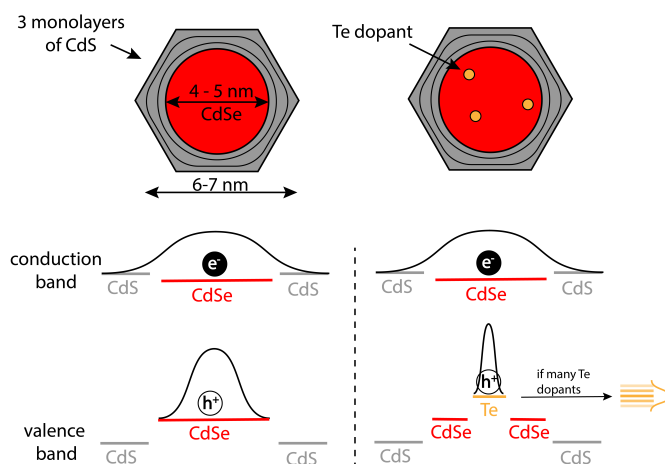 3 monolayers
of CdS
Te dopant
4 - 5 nm
CdSe
6-7 nm
conduction
band
e-
CdS
CdSe
CdS
e-
CdS
CdSe
CdS
valence
band
h+
CdS
CdSe
CdS
h+
Te
if many Te
dopants
CdS
CdSe
CdSe
CdS